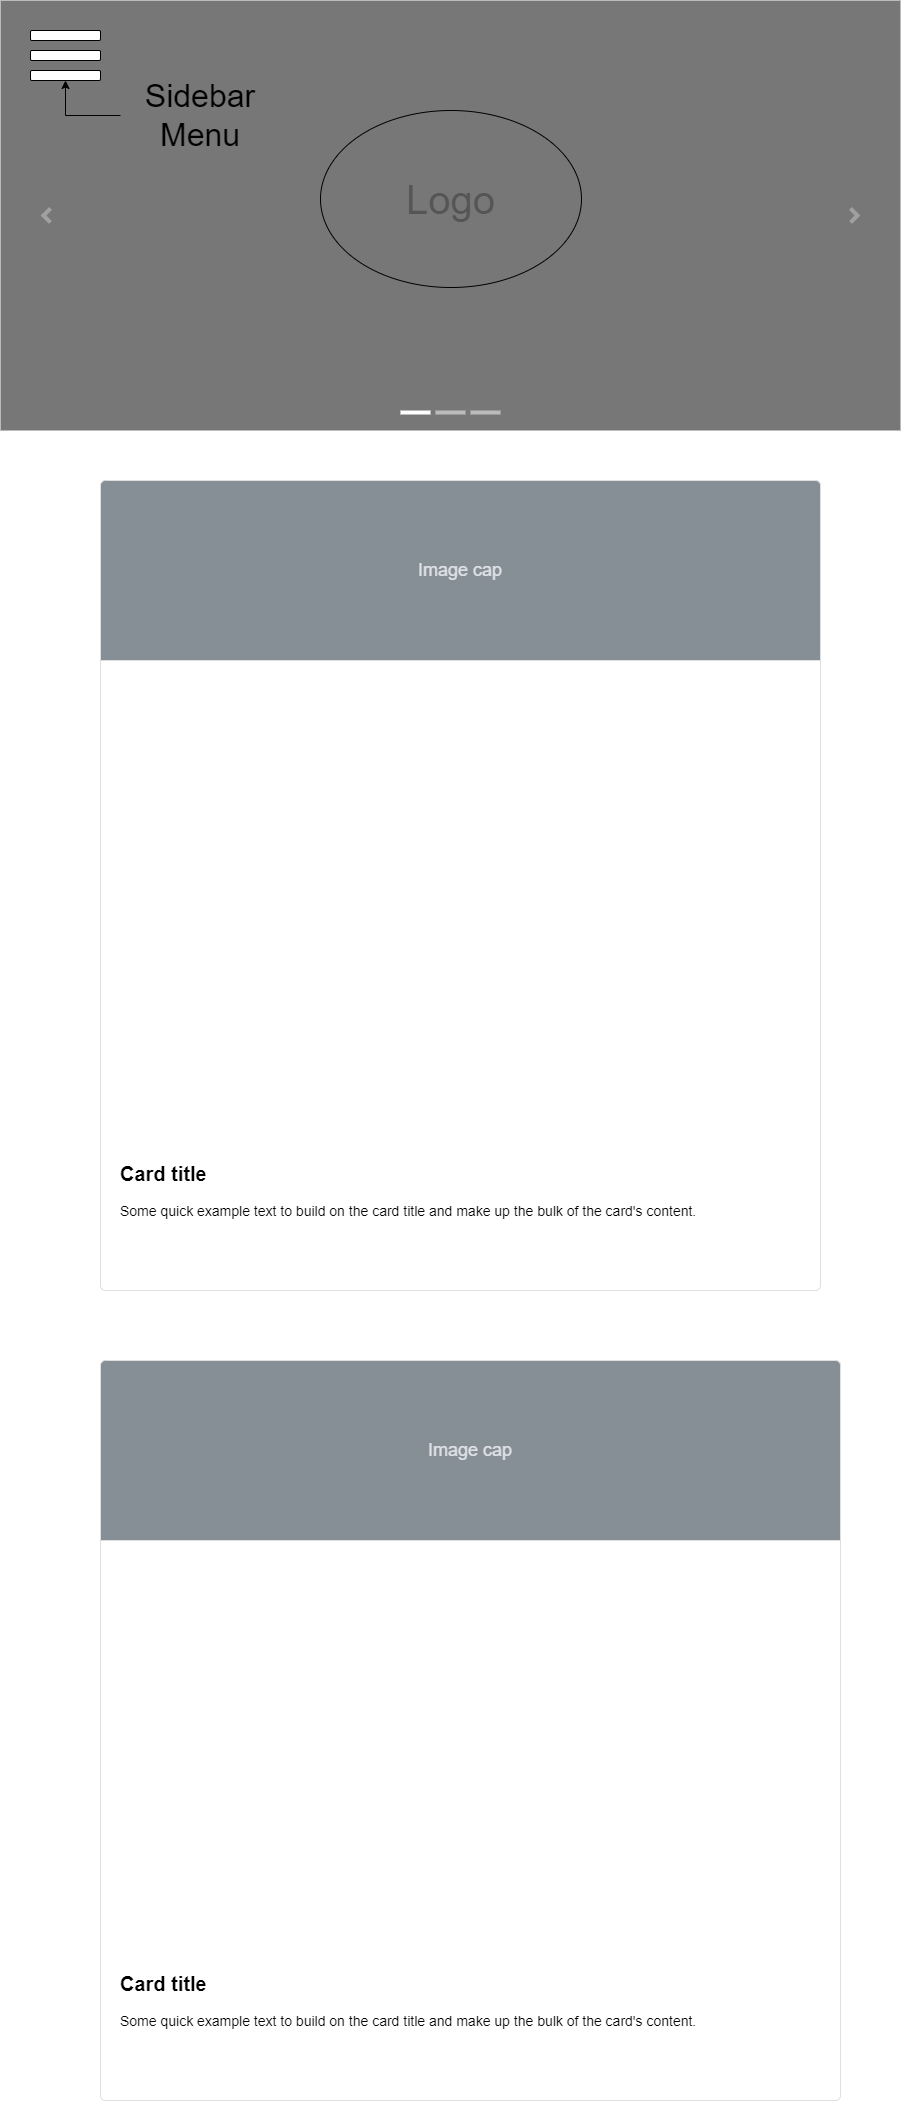 Sidebar
Menu
Logo
Image cap
Card title
Some quick example text to build on the card title and make up the bulk of the card's content.
Image cap
Card title
Some quick example text to build on the card title and make up the bulk of the card's content.